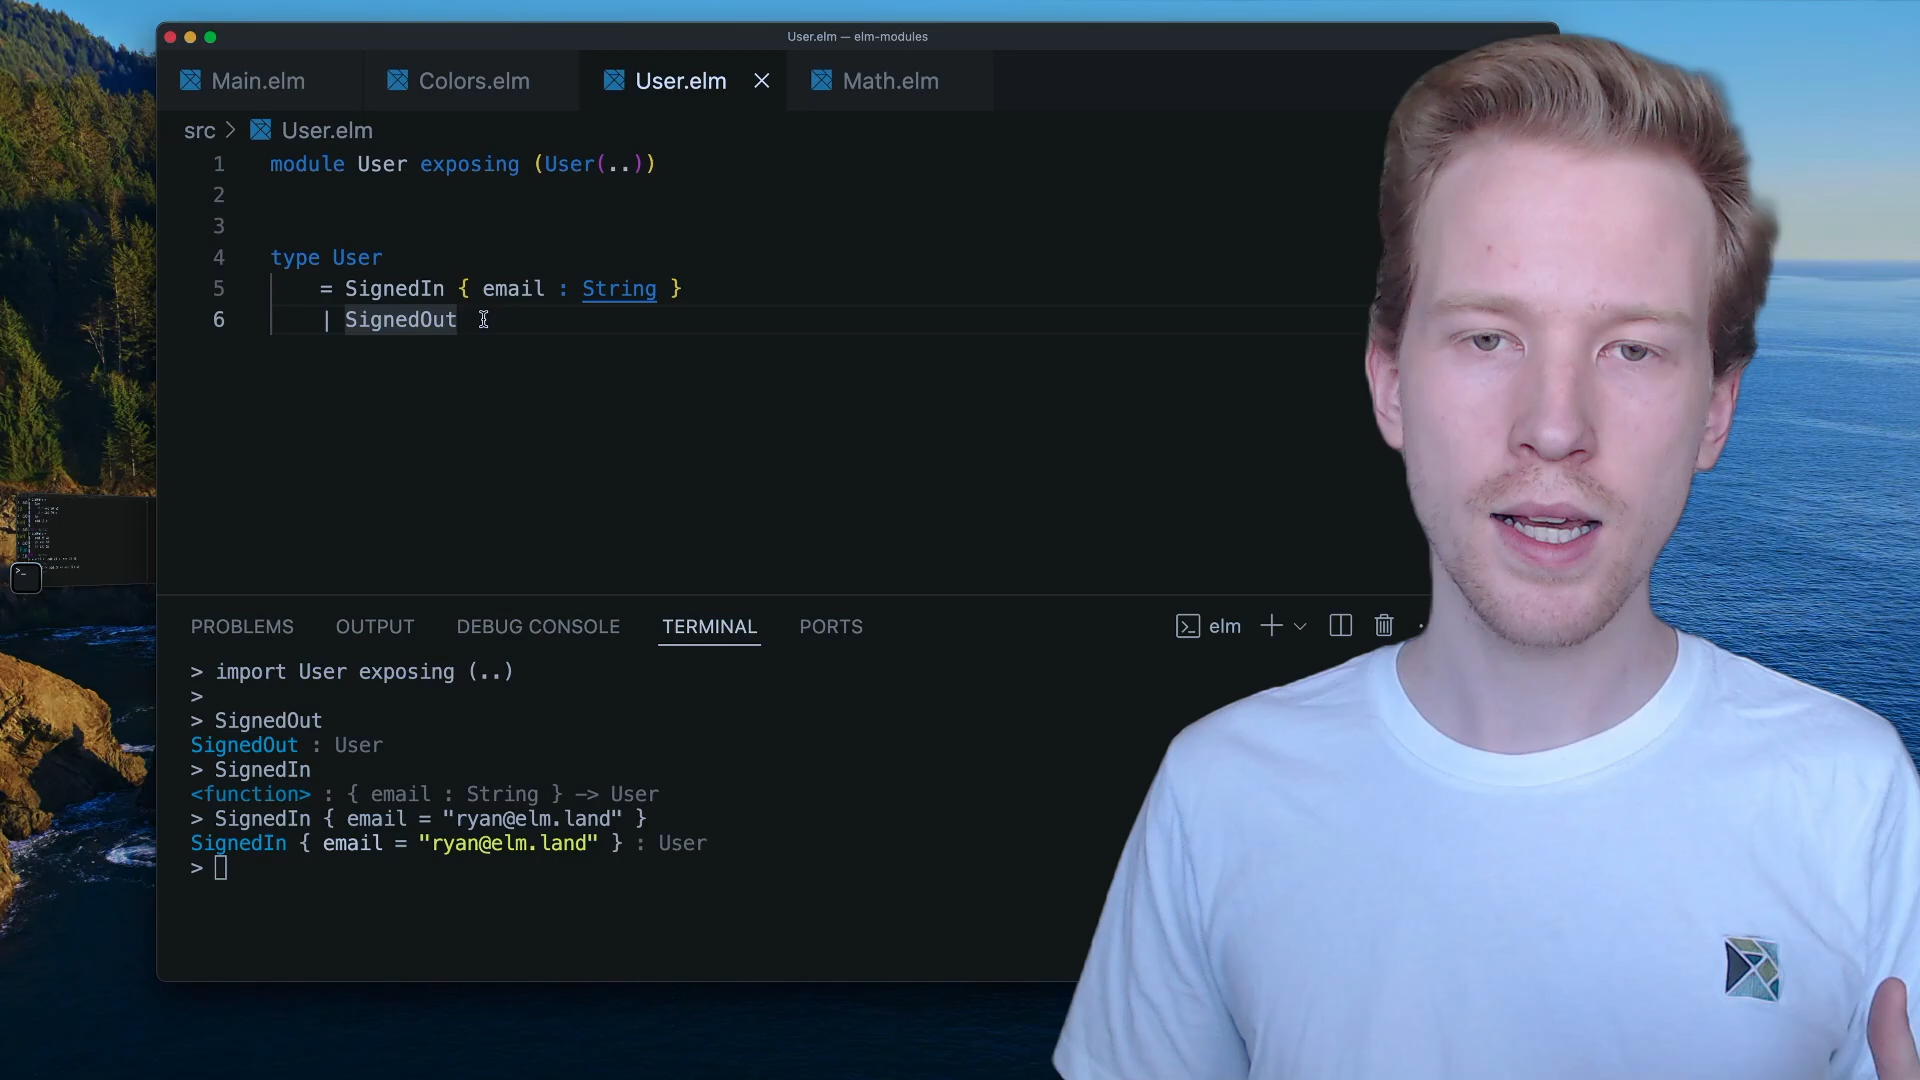 User.elm — elm-modules
Main.elm
Colors.elm
User.elm
Math.elm
src > User.elm
1 module User exposing (User(..))
2
3
4 type User
5 = SignedIn { email : String }
6 | SignedOut
PROBLEMS OUTPUT DEBUG CONSOLE TERMINAL PORTS elm
> import User exposing (..)
>
> SignedOut
SignedOut : User
> SignedIn
<function> : { email : String } -> User
> SignedIn { email = "ryan@elm.land" }
SignedIn { email = "ryan@elm.land" } : User
>